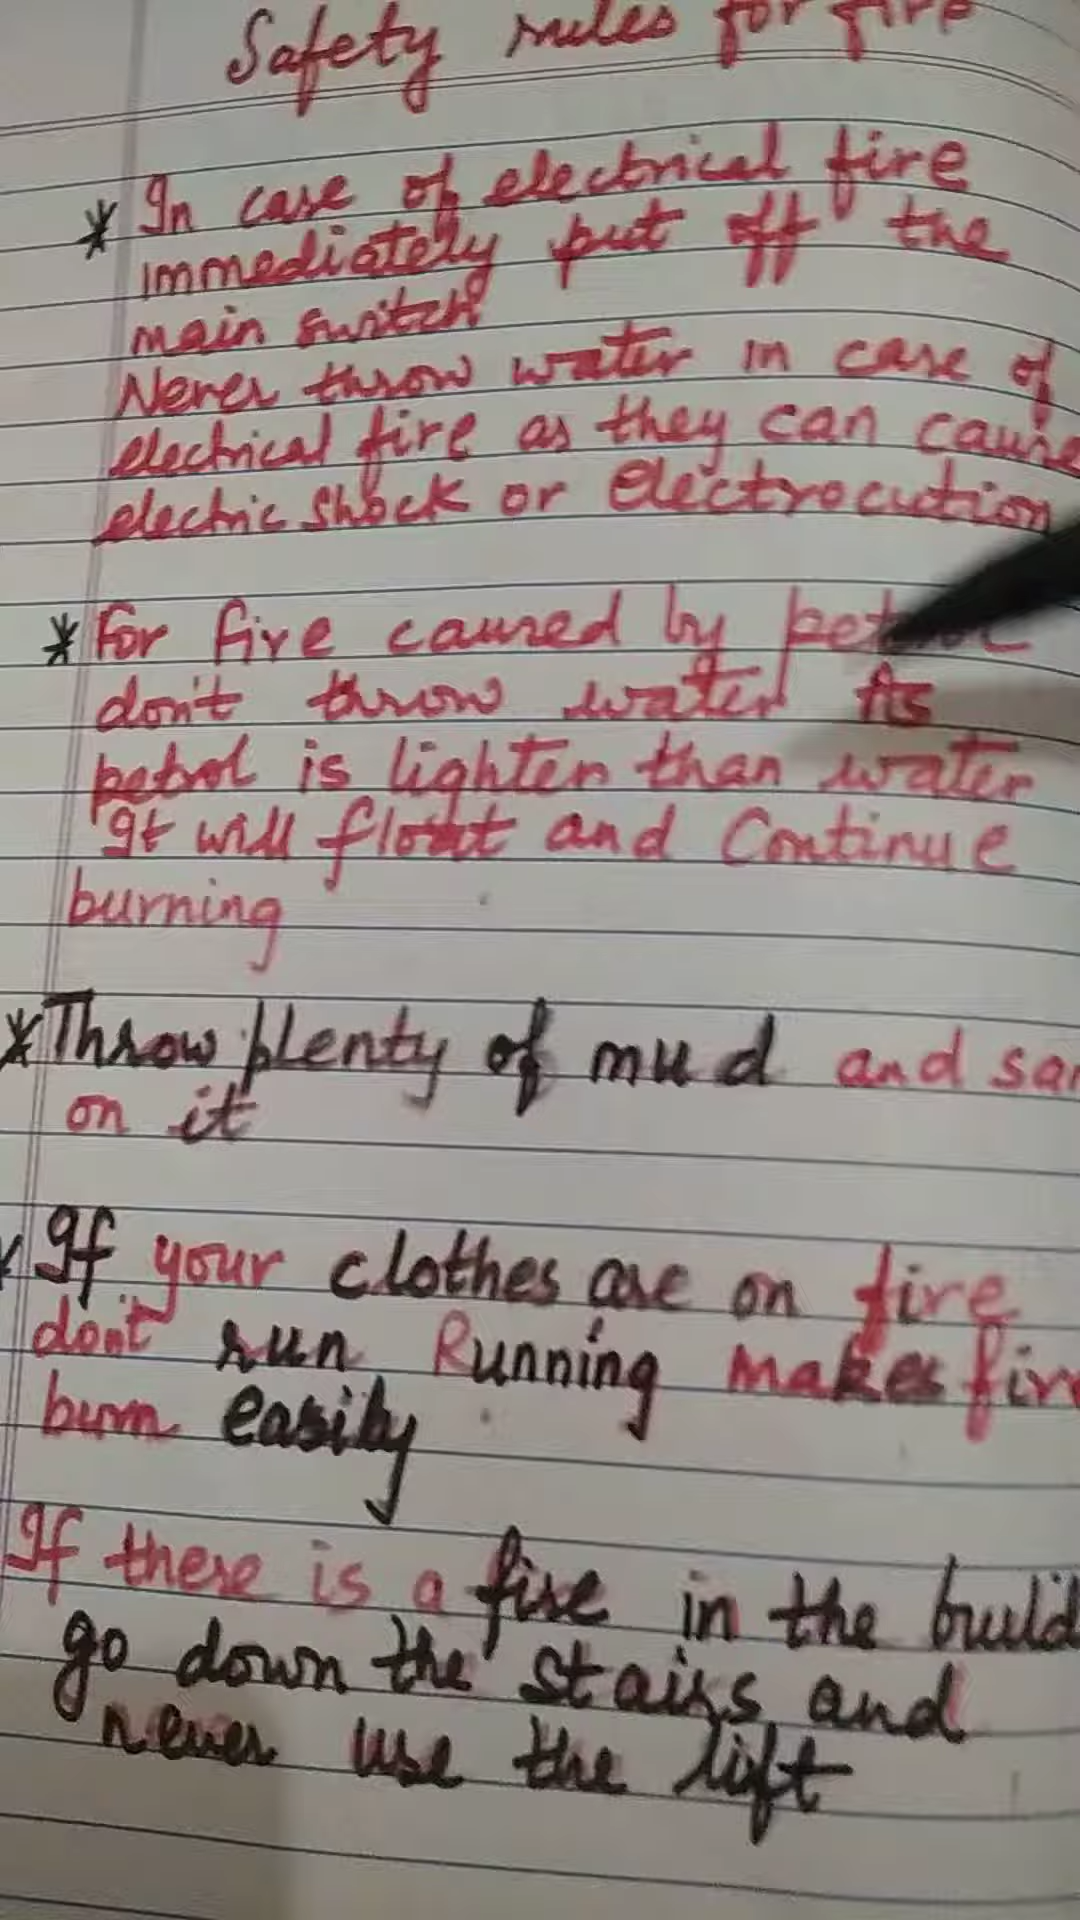 Safety rules for fire
* In case of electrical fire
immediately put off the
main switch
Never throw water in case of
electrical fire as they can cause
electric shock or electrocution
* For fire caused by petrol
don't throw water As
petrol is lighter than water
It will float and Continue
burning
* Throw plenty of mud and
on it
If your clothes are on fire
don't run Running makes fire
burn easily
If there is a fire in the build
go down the stairs and
never use the lift